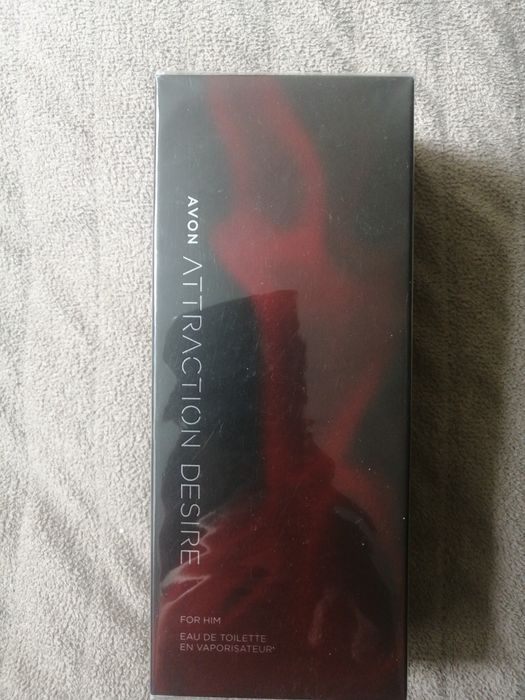 AVON ATTRACTION DESIRE
FOR HIM
EAU DE TOILETTE
EN VAPORISATEUR*